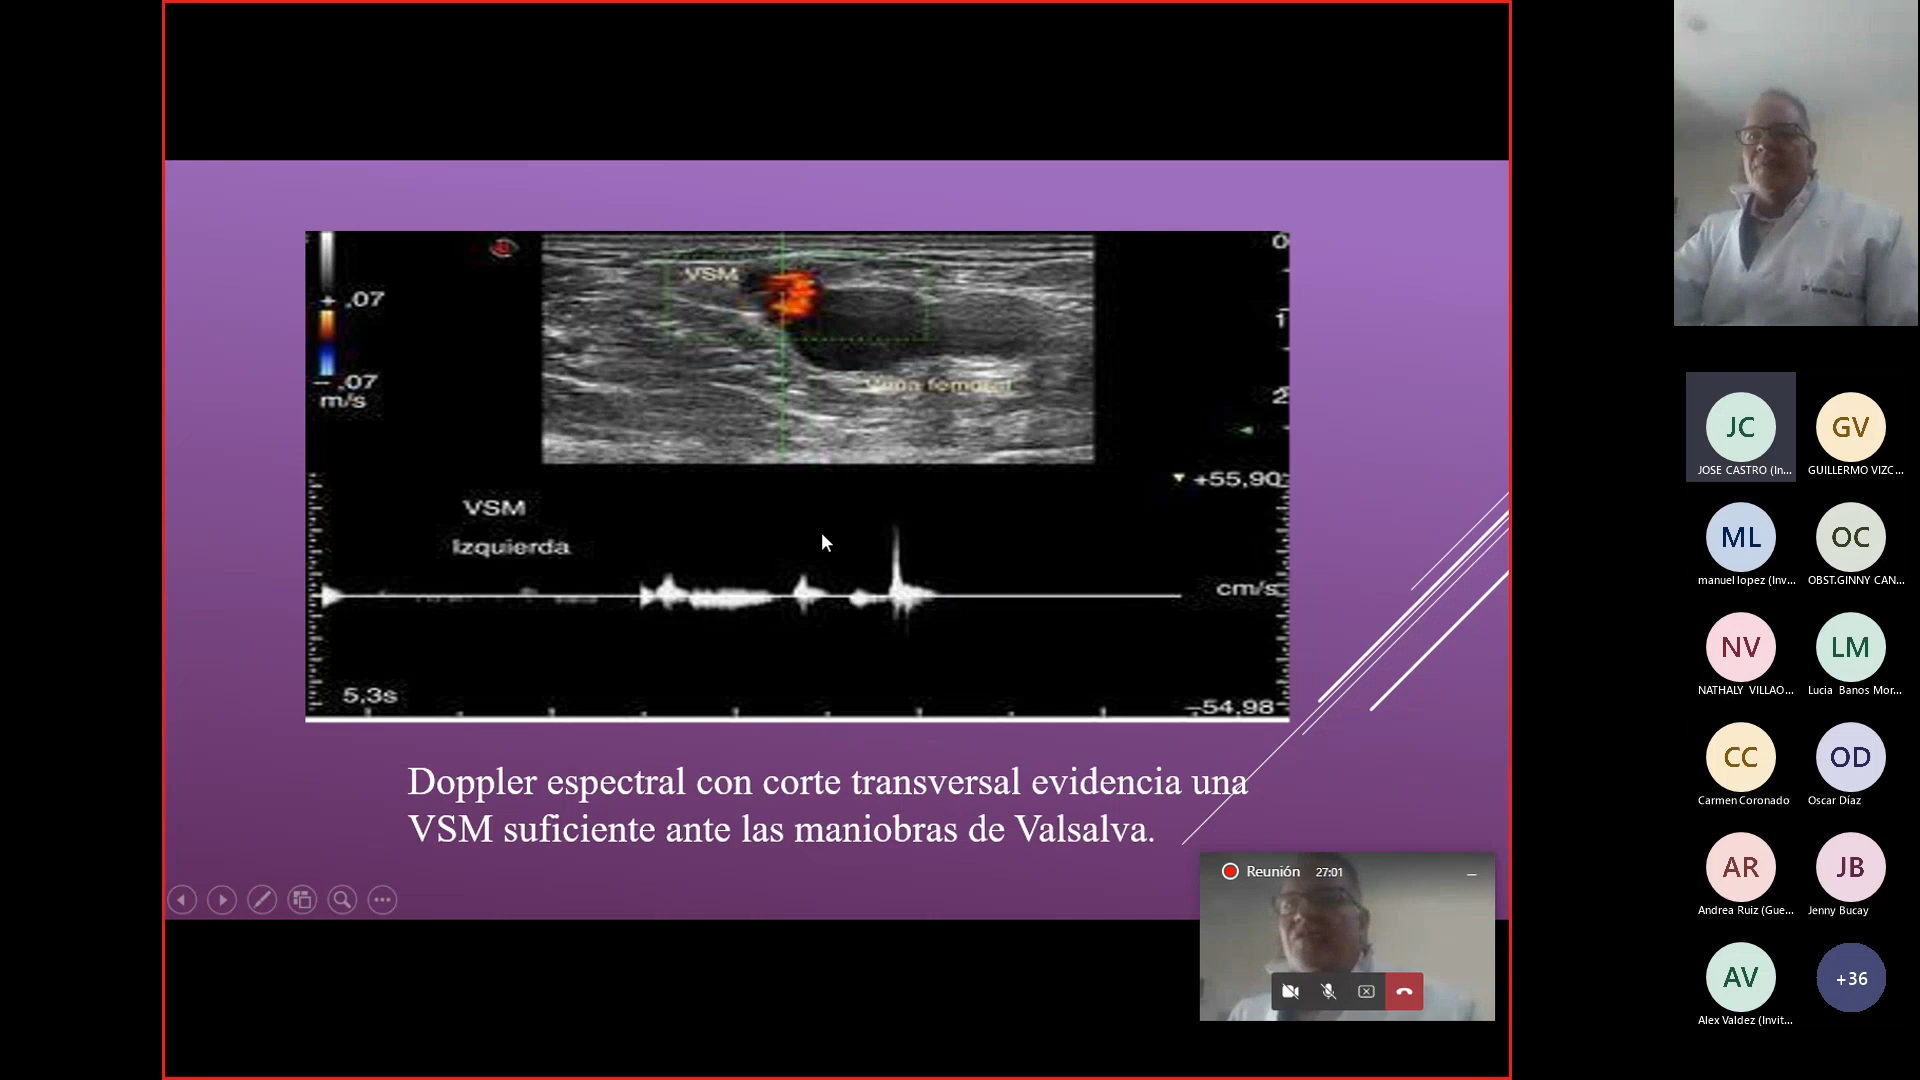 + .07
- .07
m/s
VSM
Vena femoral
0
1
2
+55,90
VSM
Izquierda
cm/s
5,3s
-54,98
Doppler espectral con corte transversal evidencia una
VSM suficiente ante las maniobras de Valsalva.
Reunión 27:01
JC
JOSE CASTRO (In...
GV
GUILLERMO VIZC...
ML
manuel lopez (Inv...
OC
OBST.GINNY CAN...
NV
NATHALY VILLAO...
LM
Lucia Banos Mor...
CC
Carmen Coronado
OD
Oscar Díaz
AR
Andrea Ruiz (Gue...
JB
Jenny Bucay
AV
Alex Valdez (Invit...
+36